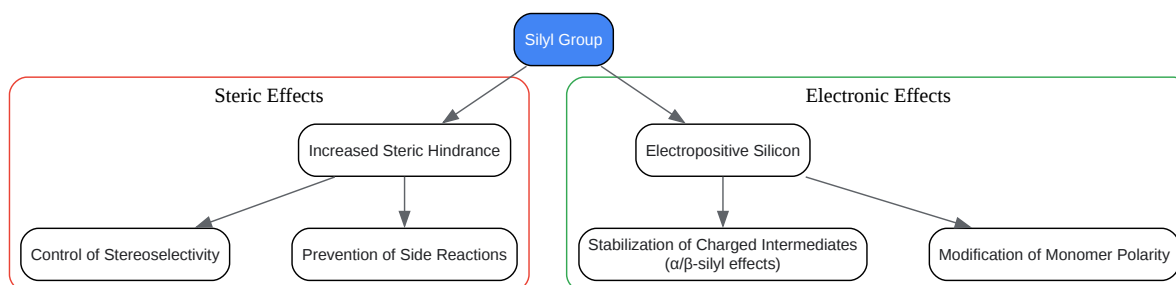 Silyl Group
Steric Effects
Electronic Effects
Increased Steric Hindrance
Electropositive Silicon
Control of Stereoselectivity
Prevention of Side Reactions
Stabilization of Charged Intermediates
(α/β-silyl effects)
Modification of Monomer Polarity